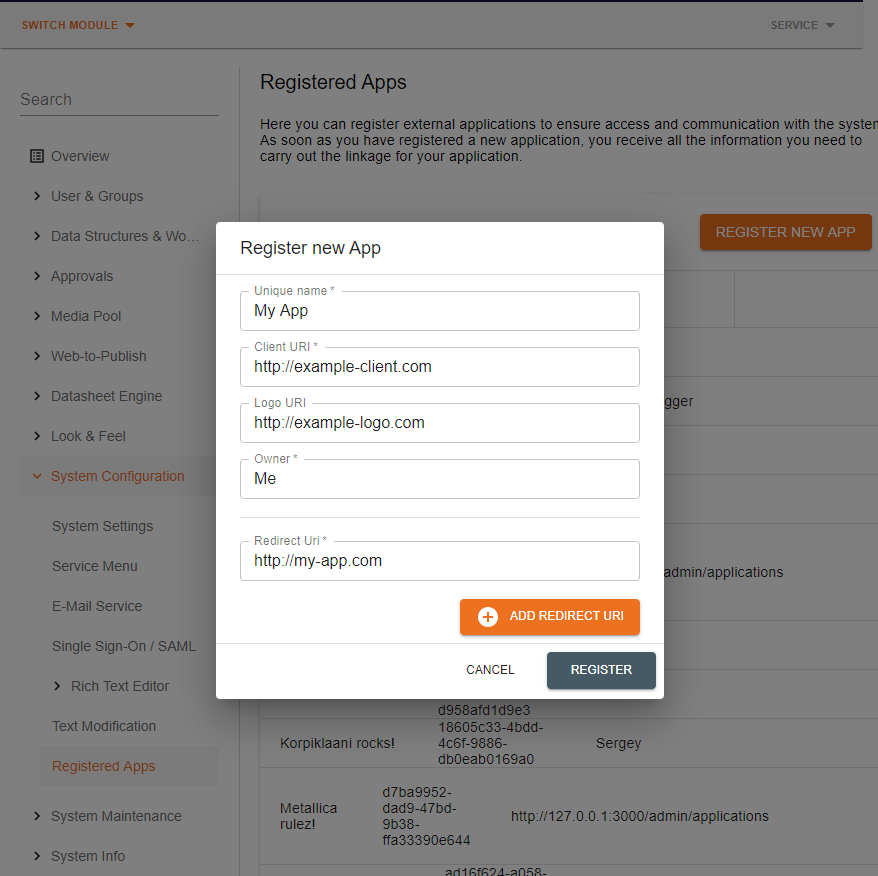 SWITCH MODULE
SERVICE
Search
Overview
User & Groups
Data Structures & Wo...
Approvals
Media Pool
Web-to-Publish
Datasheet Engine
Look & Feel
System Configuration
System Settings
Service Menu
E-Mail Service
Single Sign-On / SAML
Rich Text Editor
Text Modification
Registered Apps
System Maintenance
System Info
Registered Apps
Here you can register external applications to ensure access and communication with the system
As soon as you have registered a new application, you receive all the information you need to
carry out the linkage for your application.
REGISTER NEW APP
Register new App
Unique name *
My App
Client URI *
http://example-client.com
Logo URI
http://example-logo.com
Owner *
Me
Redirect Uri *
http://my-app.com
ADD REDIRECT URI
CANCEL
REGISTER
gger
admin/applications
d958afd1d9e3
Korpiklaani rocks!
18605c33-4bdd-
4c6f-9886-
db0eab0169a0
Sergey
Metallica
rulez!
d7ba9952-
dad9-47bd-
9b38-
ffa33390e644
http://127.0.0.1:3000/admin/applications
ad16f624-a058-